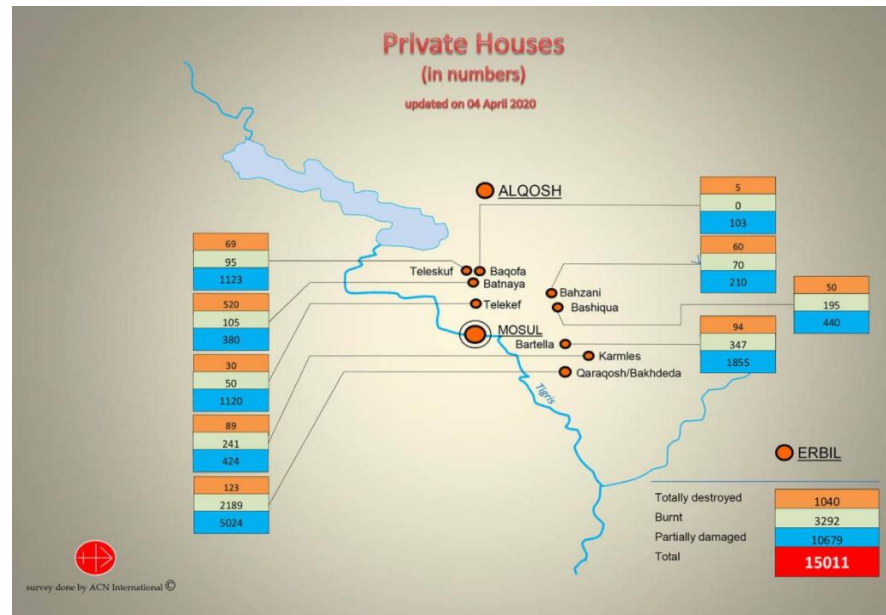 Private Houses
(In numbers)
updated on 04 April 2020
ALQOSH
5
0
103
69
95
1123
Teleskuf
Baqofa
Batnaya
60
70
210
520
105
380
Telekef
Bahzani
Bashiqua
50
195
440
MOSUL
30
50
1120
Bartella
Karmles
Qaraqosh/Bakhdeda
94
347
1855
89
241
424
Tigris
123
2189
5024
ERBIL
Totally destroyed 1040
Burnt 3292
Partially damaged 10679
Total 15011
survey done by ACN International ©